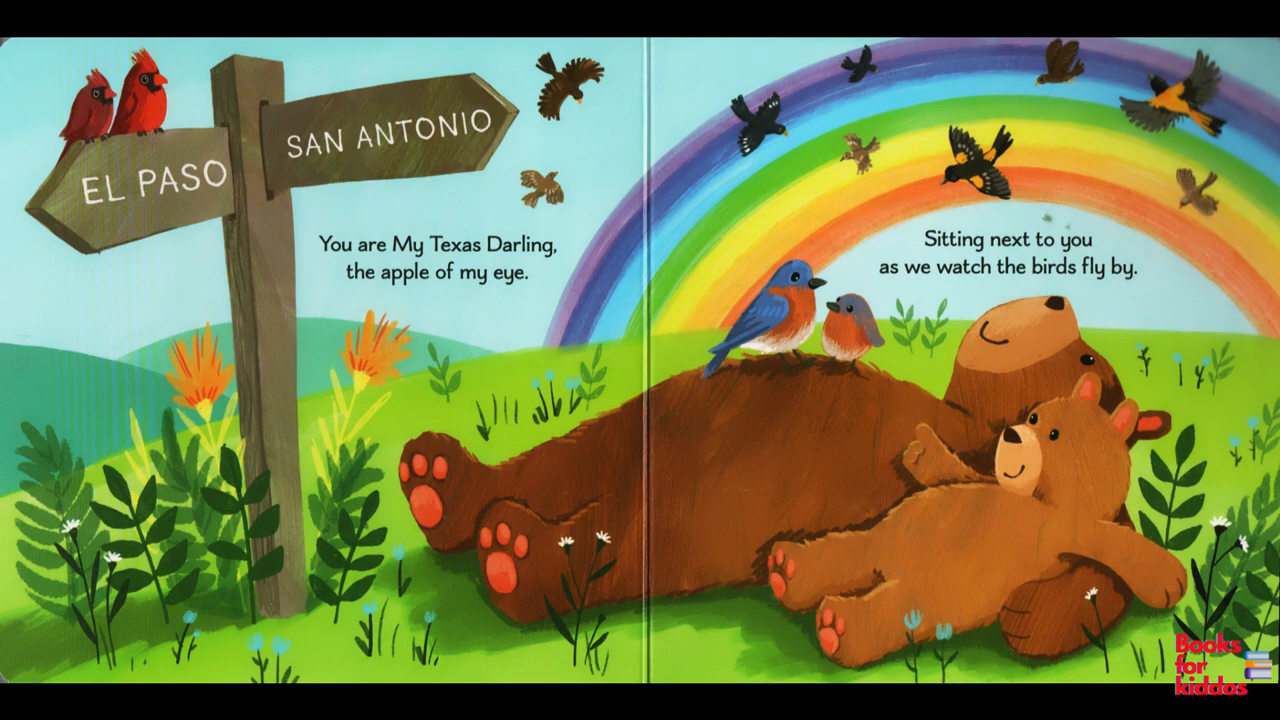 EL PASO
SAN ANTONIO
You are My Texas Darling,
the apple of my eye.
Sitting next to you
as we watch the birds fly by.
Books
for
kiddos